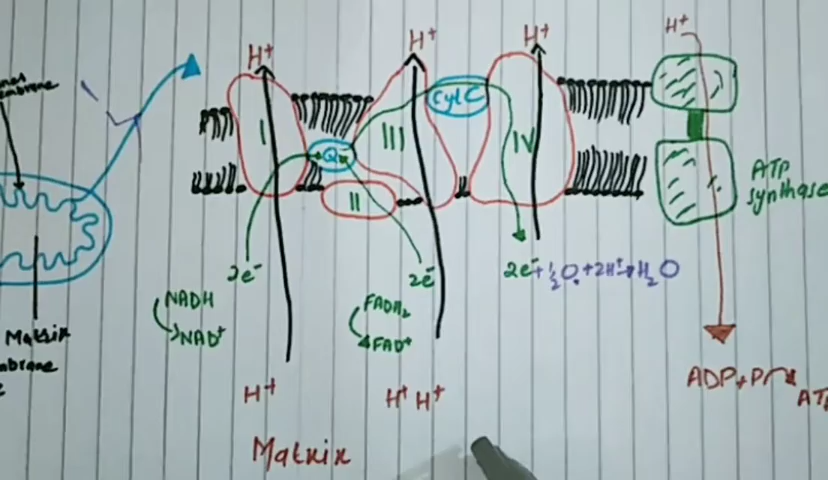 H+
H+
H+
H+
I
Q
III
Cyt C
IV
II
ATP
synthase
2e-
2e-
2e-+½O2+2H+→H2O
NADH
NAD+
FADH2
FAD+
Matrix
H+
H+ H+
ADP+P
Matrix